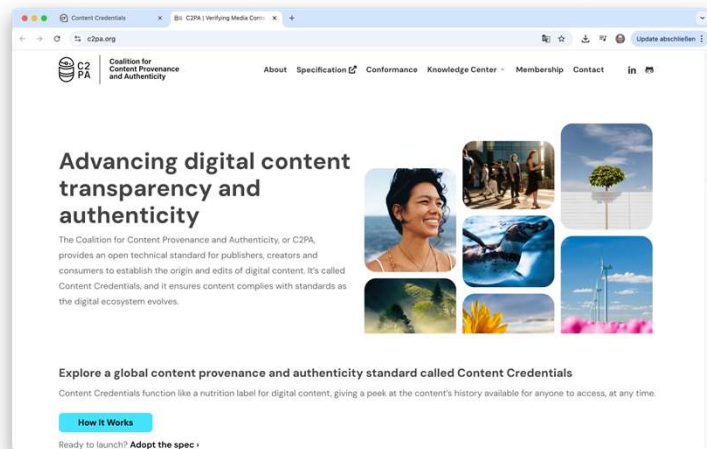 Content Credentials
C2PA | Verifying Media Conte
c2pa.org
Update abschließen
C2
PA
Coalition for
Content Provenance
and Authenticity
About Specification Conformance Knowledge Center Membership Contact in
Advancing digital content
transparency and
authenticity
The Coalition for Content Provenance and Authenticity, or C2PA,
provides an open technical standard for publishers, creators and
consumers to establish the origin and edits of digital content. It's called
Content Credentials, and it ensures content complies with standards as
the digital ecosystem evolves.
Explore a global content provenance and authenticity standard called Content Credentials
Content Credentials function like a nutrition label for digital content, giving a peek at the content's history available for anyone to access, at any time.
How It Works
Ready to launch? Adopt the spec ›